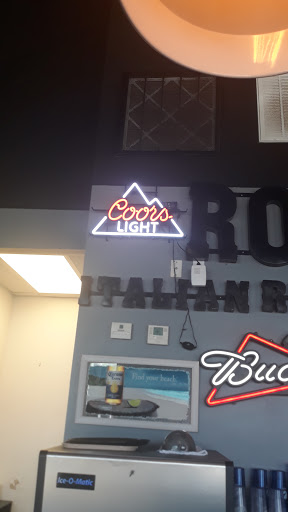 Coors
LIGHT
RO
ITALIAN R
Bud
Find your beach.
Ice-O-Matic